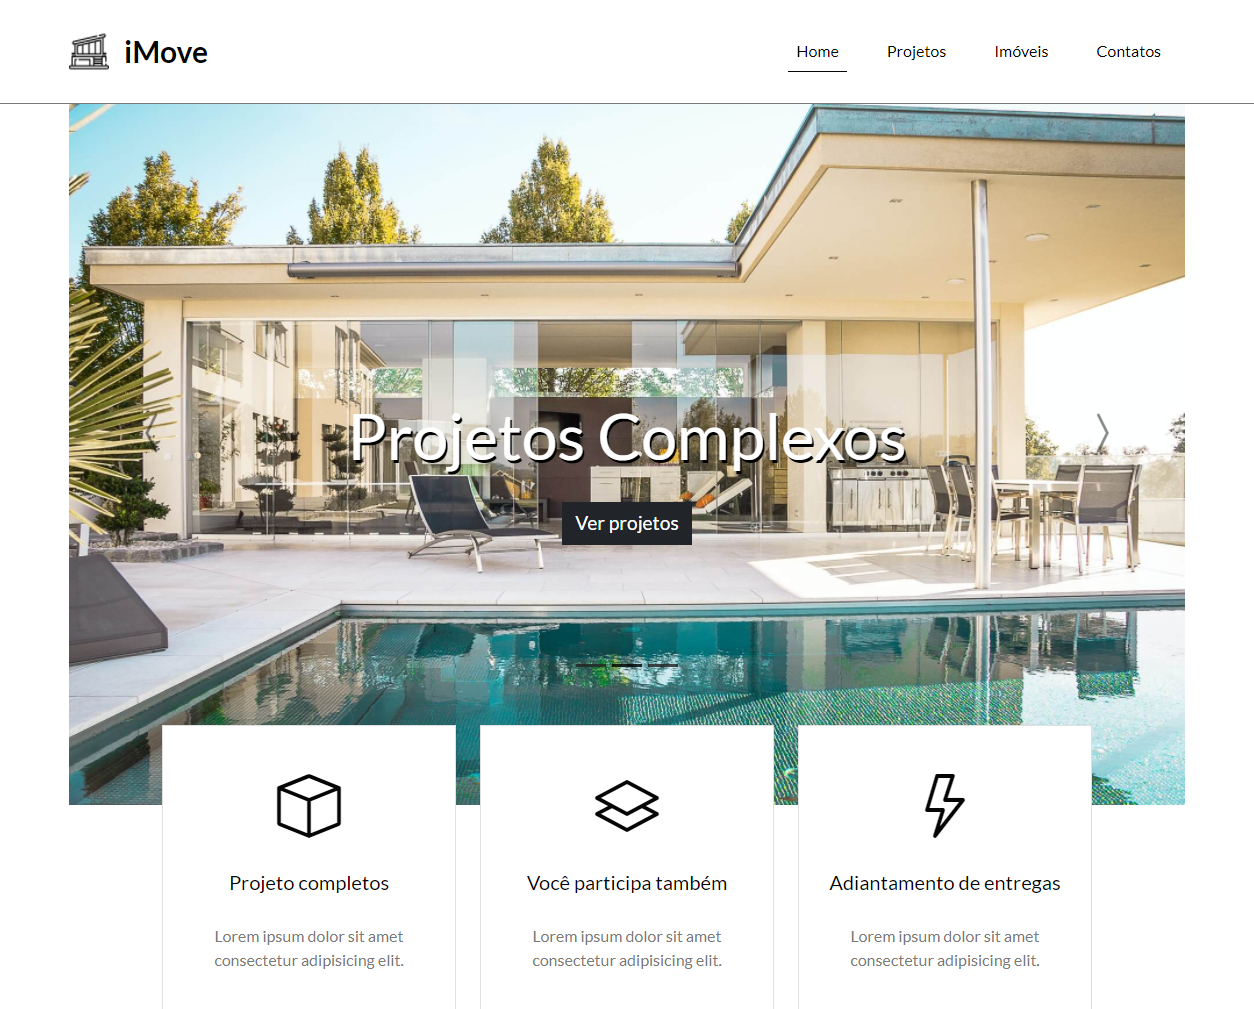 iMove
Home
Projetos
Imóveis
Contatos
Projetos Complexos
Ver projetos
Projeto completos
Você participa também
Adiantamento de entregas
Lorem ipsum dolor sit amet
consectetur adipisicing elit.
Lorem ipsum dolor sit amet
consectetur adipisicing elit.
Lorem ipsum dolor sit amet
consectetur adipisicing elit.